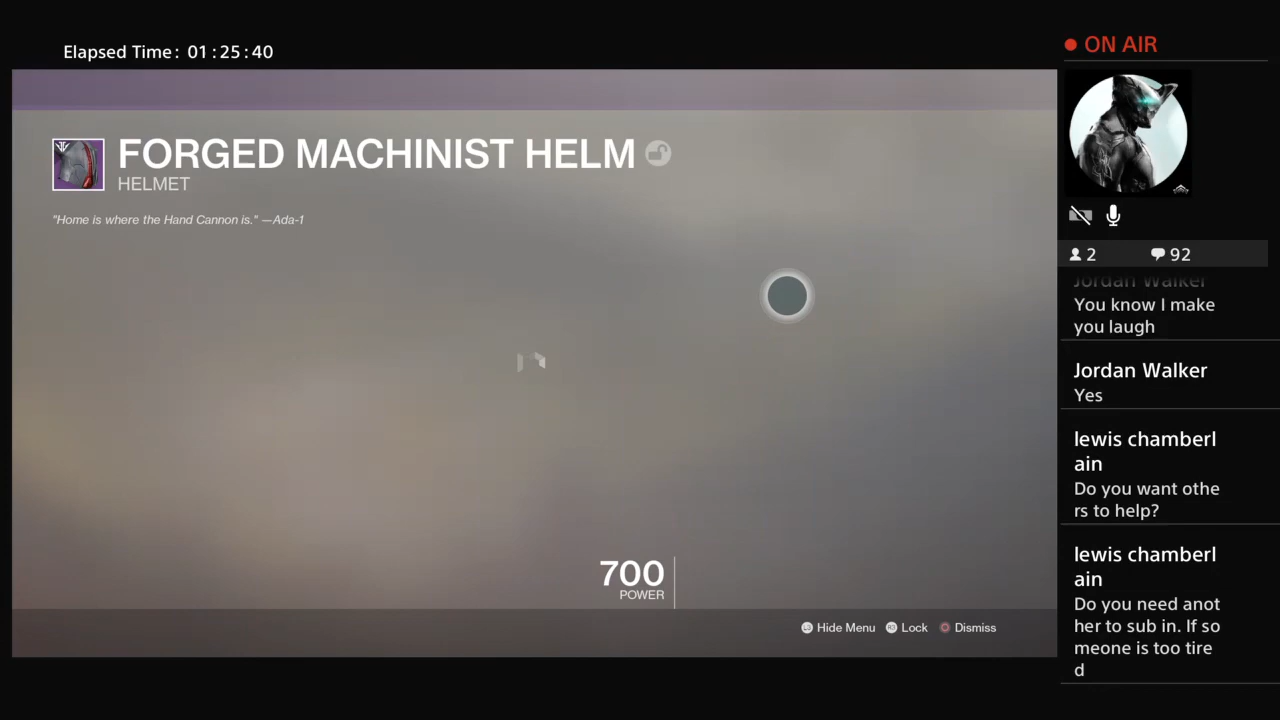 Elapsed Time: 01:25:40
ON AIR
FORGED MACHINIST HELM
HELMET
"Home is where the Hand Cannon is." —Ada-1
2
92
Jordan Walker
You know I make
you laugh
Jordan Walker
Yes
lewis chamberl
ain
Do you want othe
rs to help?
lewis chamberl
ain
Do you need anot
her to sub in. If so
meone is too tire
d
700
POWER
Hide Menu
Lock
Dismiss